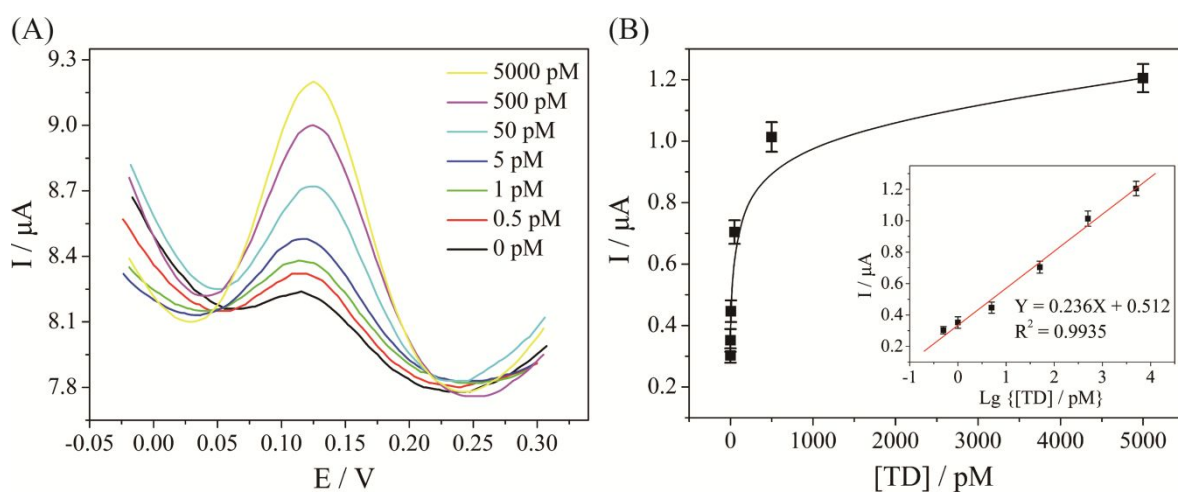 (A)
9.3
9.0
8.7
8.4
8.1
7.8
I / μA
-0.05 0.00 0.05 0.10 0.15 0.20 0.25 0.30
E / V
5000 pM
500 pM
50 pM
5 pM
1 pM
0.5 pM
0 pM
(B)
1.2
1.0
0.8
0.6
0.4
0.2
I / μA
0 1000 2000 3000 4000 5000
[TD] / pM
1.4
1.2
1.0
0.8
0.6
0.4
0.2
I / μA
Y = 0.236X + 0.512
R² = 0.9935
-1 0 1 2 3 4
Lg {[TD] / pM}